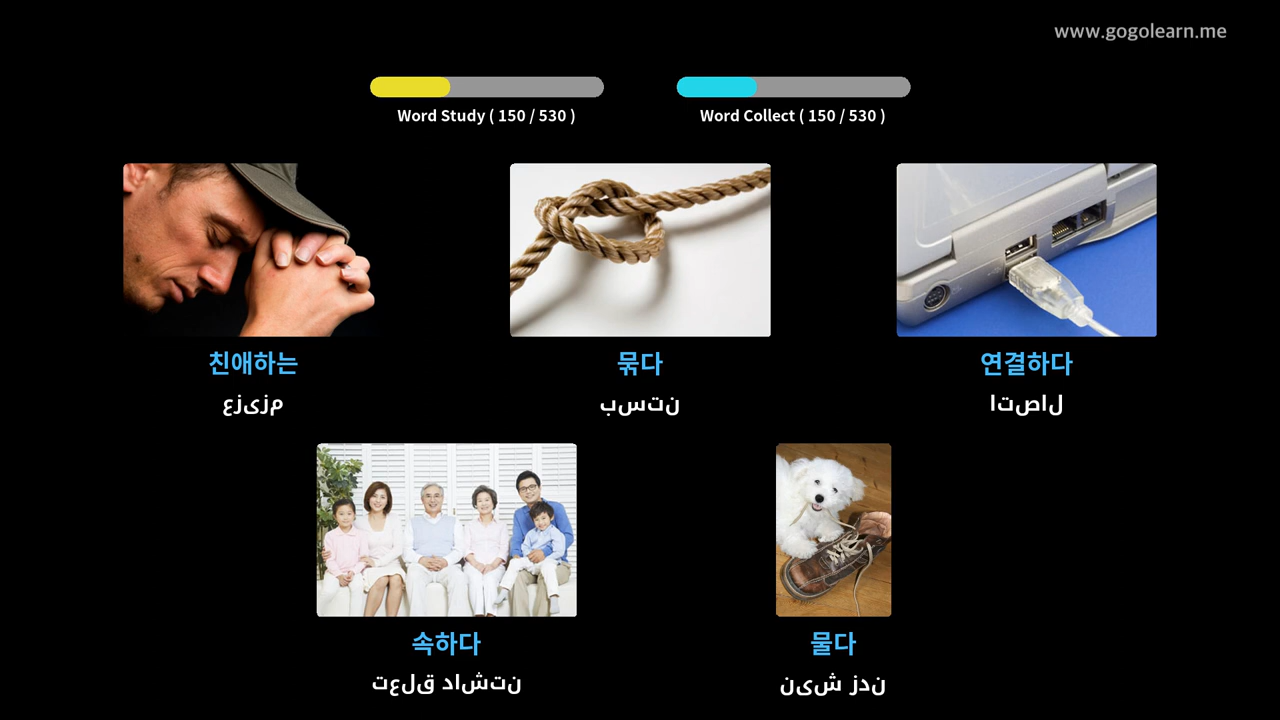 www.gogolearn.me
Word Study ( 150 / 530 )
Word Collect ( 150 / 530 )
친애하는
عزیزم
묶다
بستن
연결하다
اتصال
속하다
تعلق داشتن
물다
نیش زدن